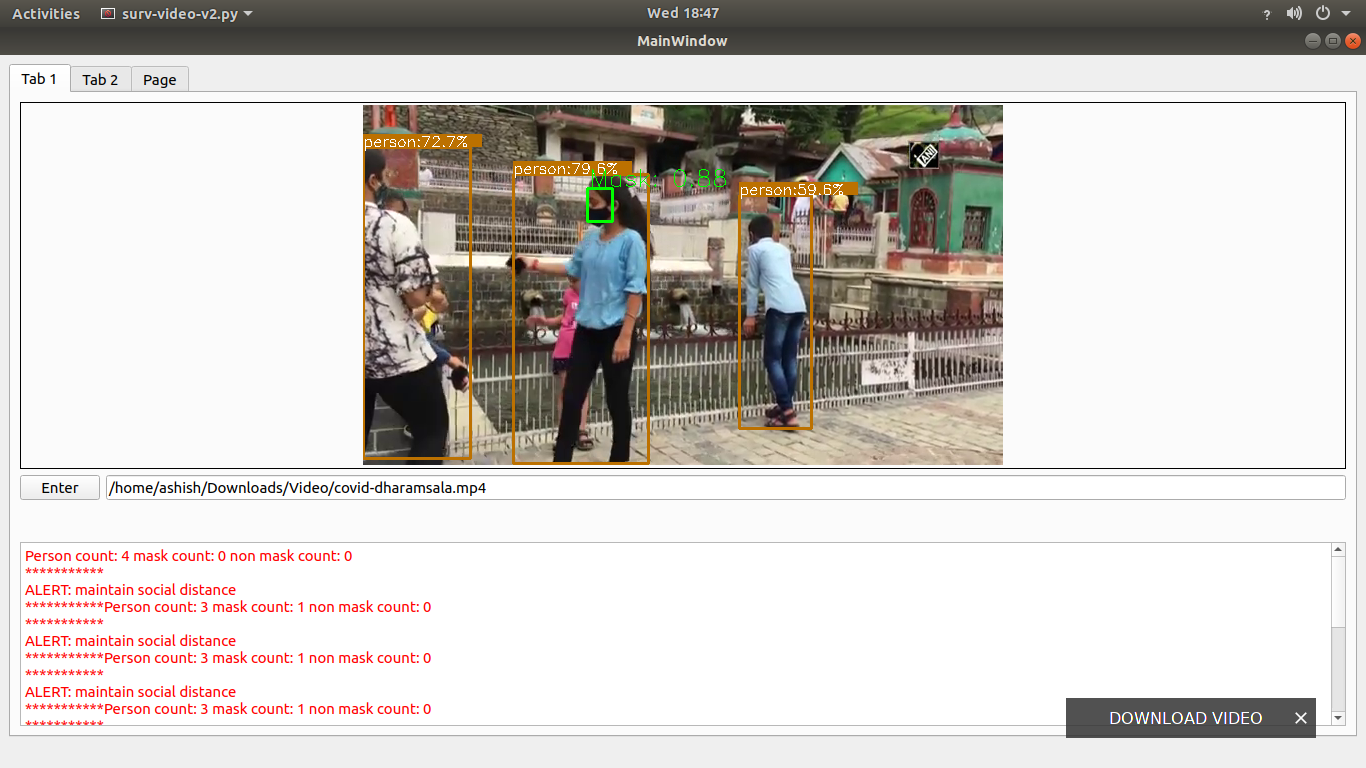 Activities surv-video-v2.py Wed 18:47 ?
MainWindow
Tab 1 Tab 2 Page
ANI
person:72.7%
person:79.6%
Mask: 0.88
person:59.6%
Enter /home/ashish/Downloads/Video/covid-dharamsala.mp4
Person count: 4 mask count: 0 non mask count: 0
***********
ALERT: maintain social distance
***********Person count: 3 mask count: 1 non mask count: 0
***********
ALERT: maintain social distance
***********Person count: 3 mask count: 1 non mask count: 0
***********
ALERT: maintain social distance
***********Person count: 3 mask count: 1 non mask count: 0
***********
DOWNLOAD VIDEO